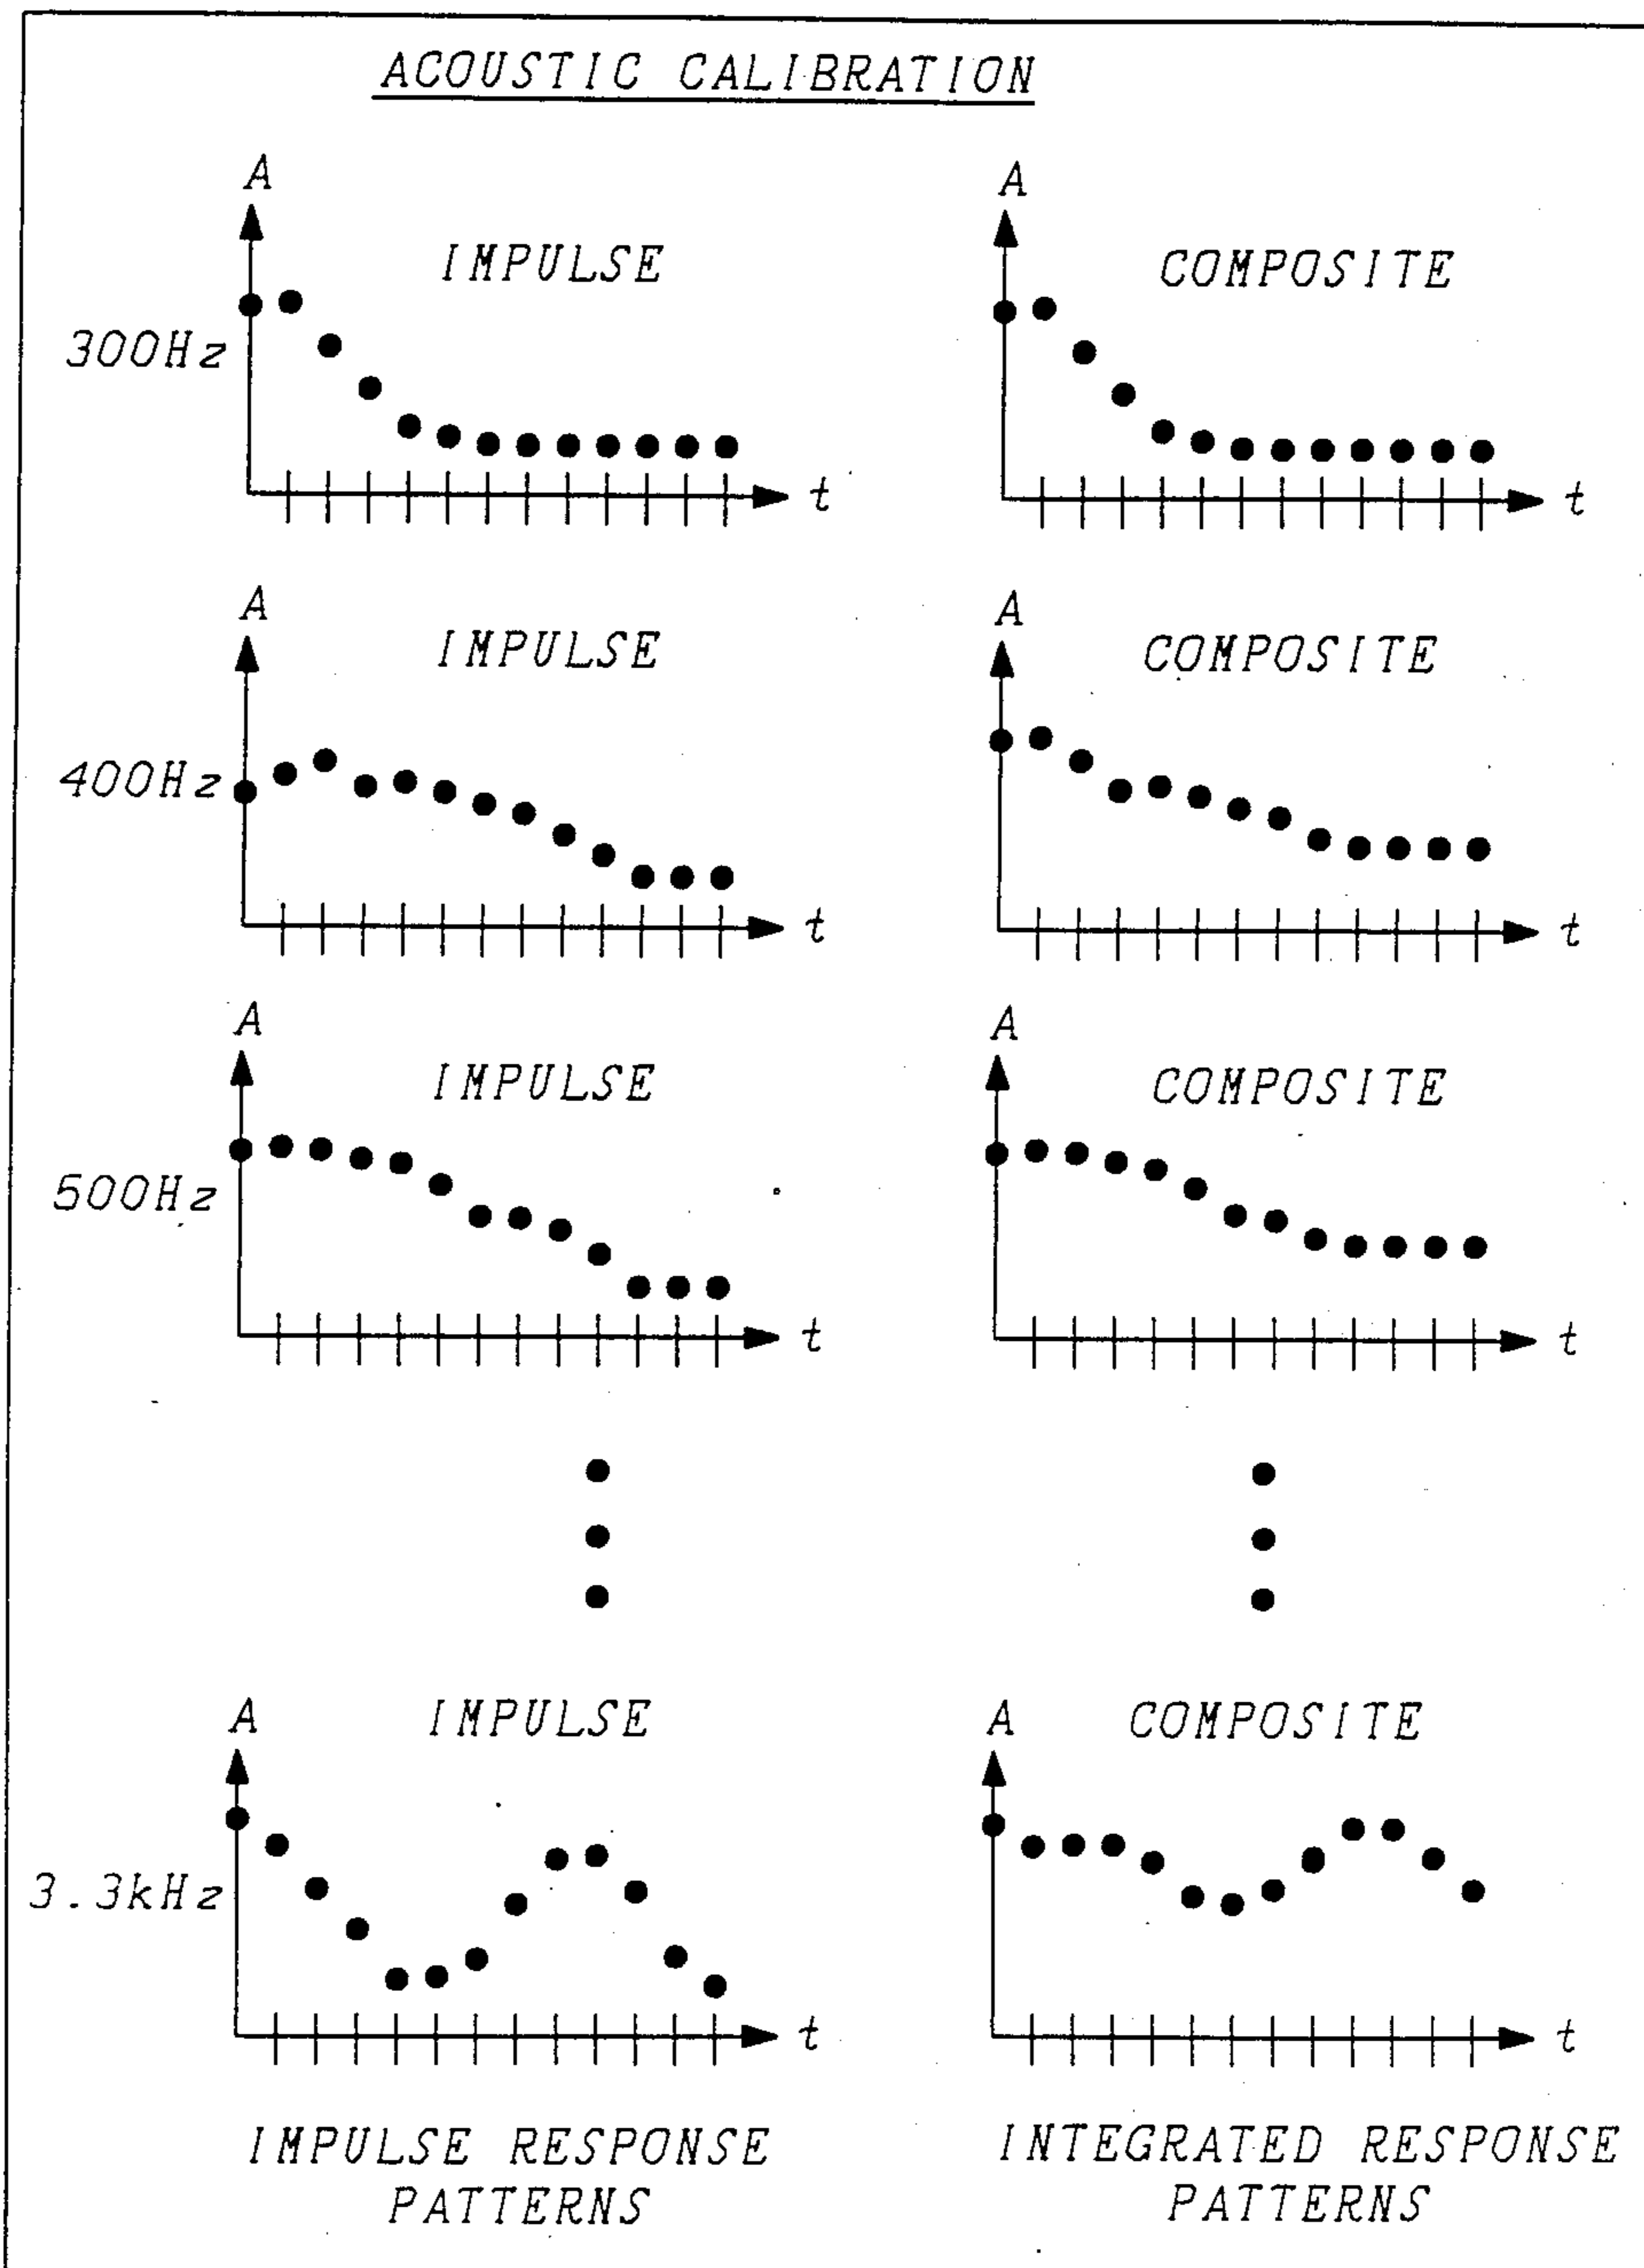 ACOUSTIC CALIBRATION
A
IMPULSE
300Hz
t
A
COMPOSITE
t
A
IMPULSE
400Hz
t
A
COMPOSITE
t
A
IMPULSE
500Hz
t
A
COMPOSITE
t
A
IMPULSE
3.3kHz
t
A
COMPOSITE
t
IMPULSE RESPONSE
PATTERNS
INTEGRATED RESPONSE
PATTERNS